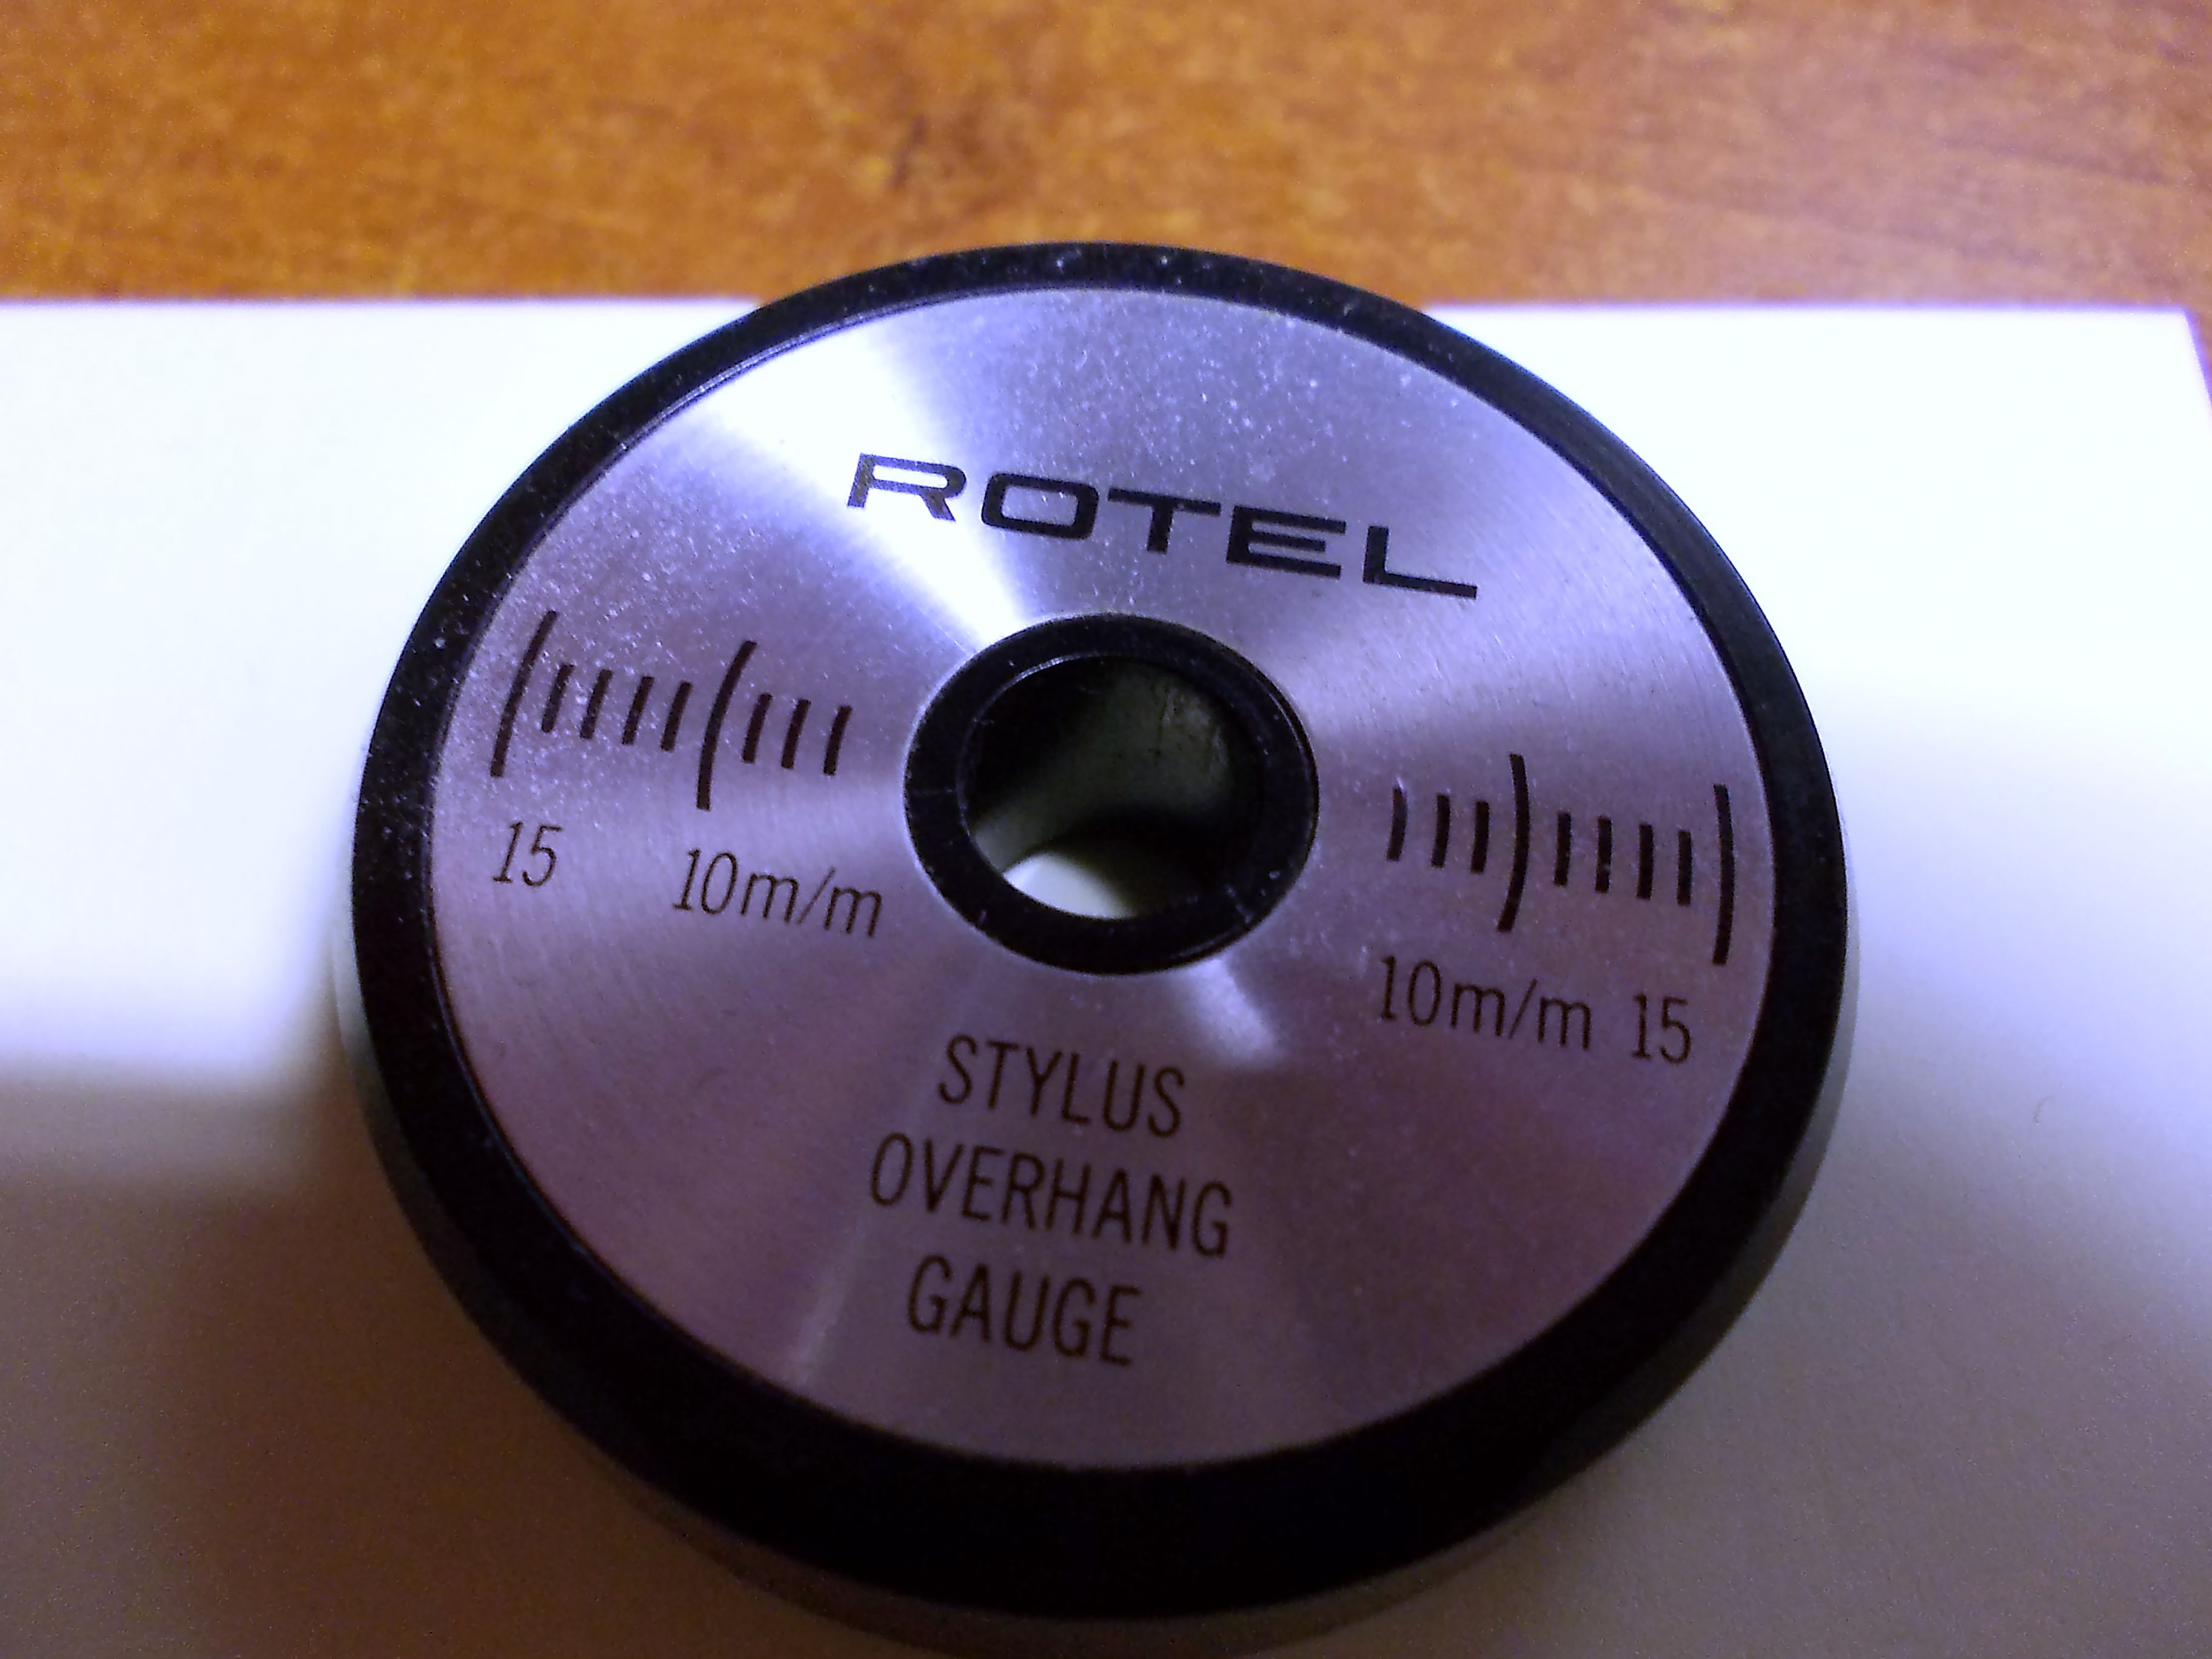 ROTEL
15 10m/m 10m/m 15
STYLUS
OVERHANG
GAUGE